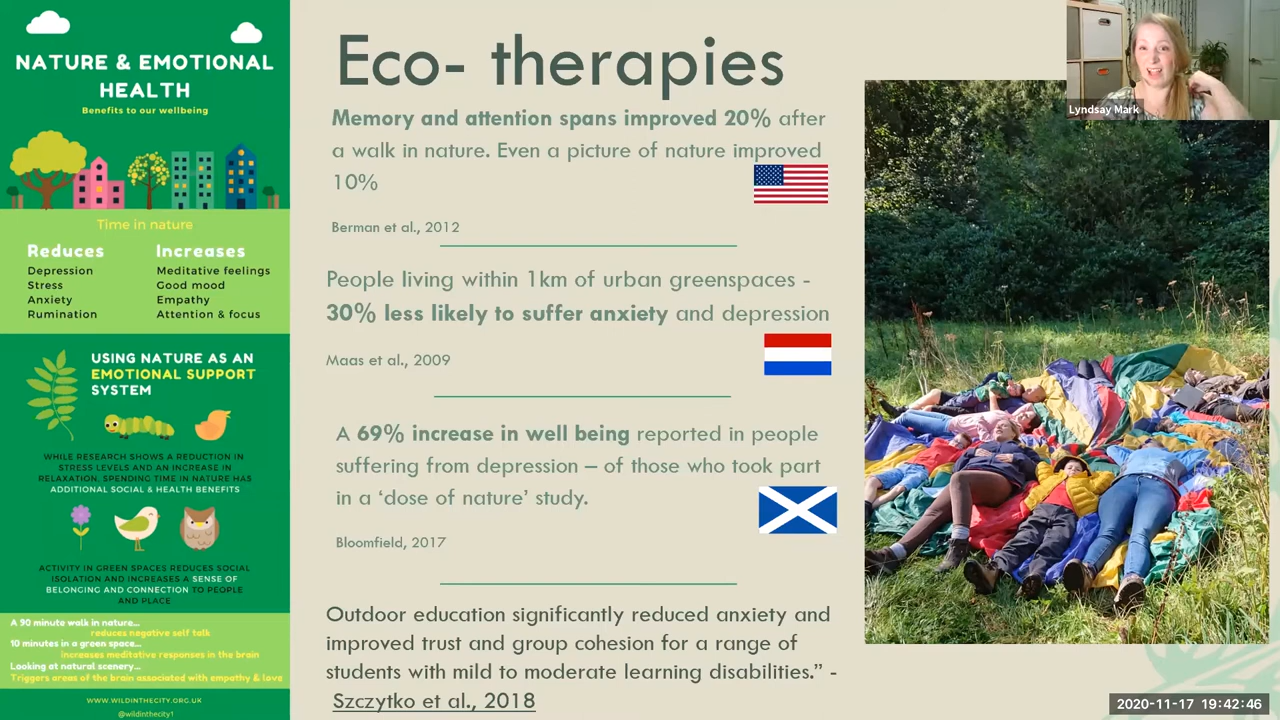 NATURE & EMOTIONAL
HEALTH
Benefits to our wellbeing
Time in nature
Reduces
Depression
Stress
Anxiety
Rumination
Increases
Meditative feelings
Good mood
Empathy
Attention & focus
USING NATURE AS AN
EMOTIONAL SUPPORT
SYSTEM
WHILE RESEARCH SHOWS A REDUCTION IN
STRESS LEVELS AND AN INCREASE IN
RELAXATION, SPENDING TIME IN NATURE HAS
ADDITIONAL SOCIAL & HEALTH BENEFITS
ACTIVITY IN GREEN SPACES REDUCES SOCIAL
ISOLATION AND INCREASES A SENSE OF
BELONGING AND CONNECTION TO PEOPLE
AND PLACE
A 90 minute walk in nature...
reduces negative self talk
10 minutes in a green space...
increases meditative responses in the brain
Looking at natural scenery...
Triggers areas of the brain associated with empathy & love
WWW.WILDINTHECITY.ORG.UK
@wildinthecity1
Eco- therapies
Memory and attention spans improved 20% after
a walk in nature. Even a picture of nature improved
10%
Berman et al., 2012
People living within 1km of urban greenspaces -
30% less likely to suffer anxiety and depression
Maas et al., 2009
A 69% increase in well being reported in people
suffering from depression – of those who took part
in a ‘dose of nature’ study.
Bloomfield, 2017
Outdoor education significantly reduced anxiety and
improved trust and group cohesion for a range of
students with mild to moderate learning disabilities.” -
Szczytko et al., 2018
Lyndsay Mark
2020-11-17 19:42:46